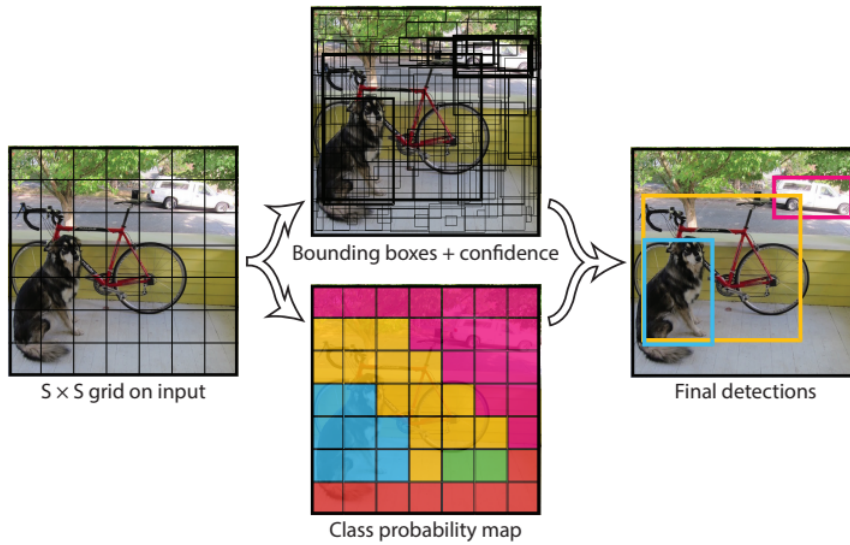 Bounding boxes + confidence
S × S grid on input
Final detections
Class probability map